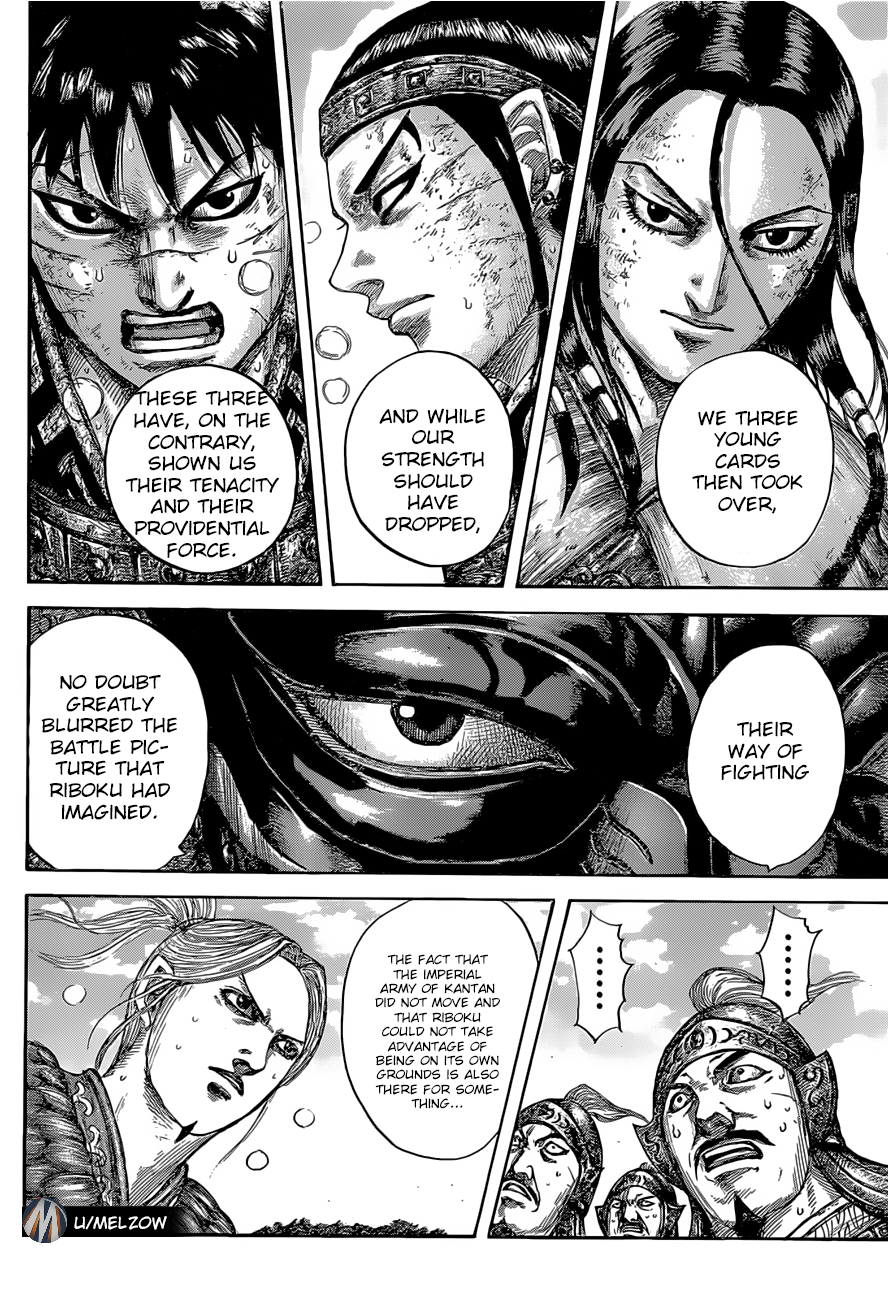 WE THREE
YOUNG
CARDS
THEN TOOK
OVER,
AND WHILE
OUR
STRENGTH
SHOULD
HAVE
DROPPED,
THESE THREE
HAVE, ON THE
CONTRARY,
SHOWN US
THEIR TENACITY
AND THEIR
PROVIDENTIAL
FORCE.
THEIR
WAY OF
FIGHTING
NO DOUBT
GREATLY
BLURRED THE
BATTLE PIC-
TURE THAT
RIBOKU HAD
IMAGINED.
......
......
THE FACT THAT
THE IMPERIAL
ARMY OF KANTAN
DID NOT MOVE AND
THAT RIBOKU
COULD NOT TAKE
ADVANTAGE OF
BEING ON ITS OWN
GROUNDS IS ALSO
THERE FOR SOME-
THING...
U/MELZOW